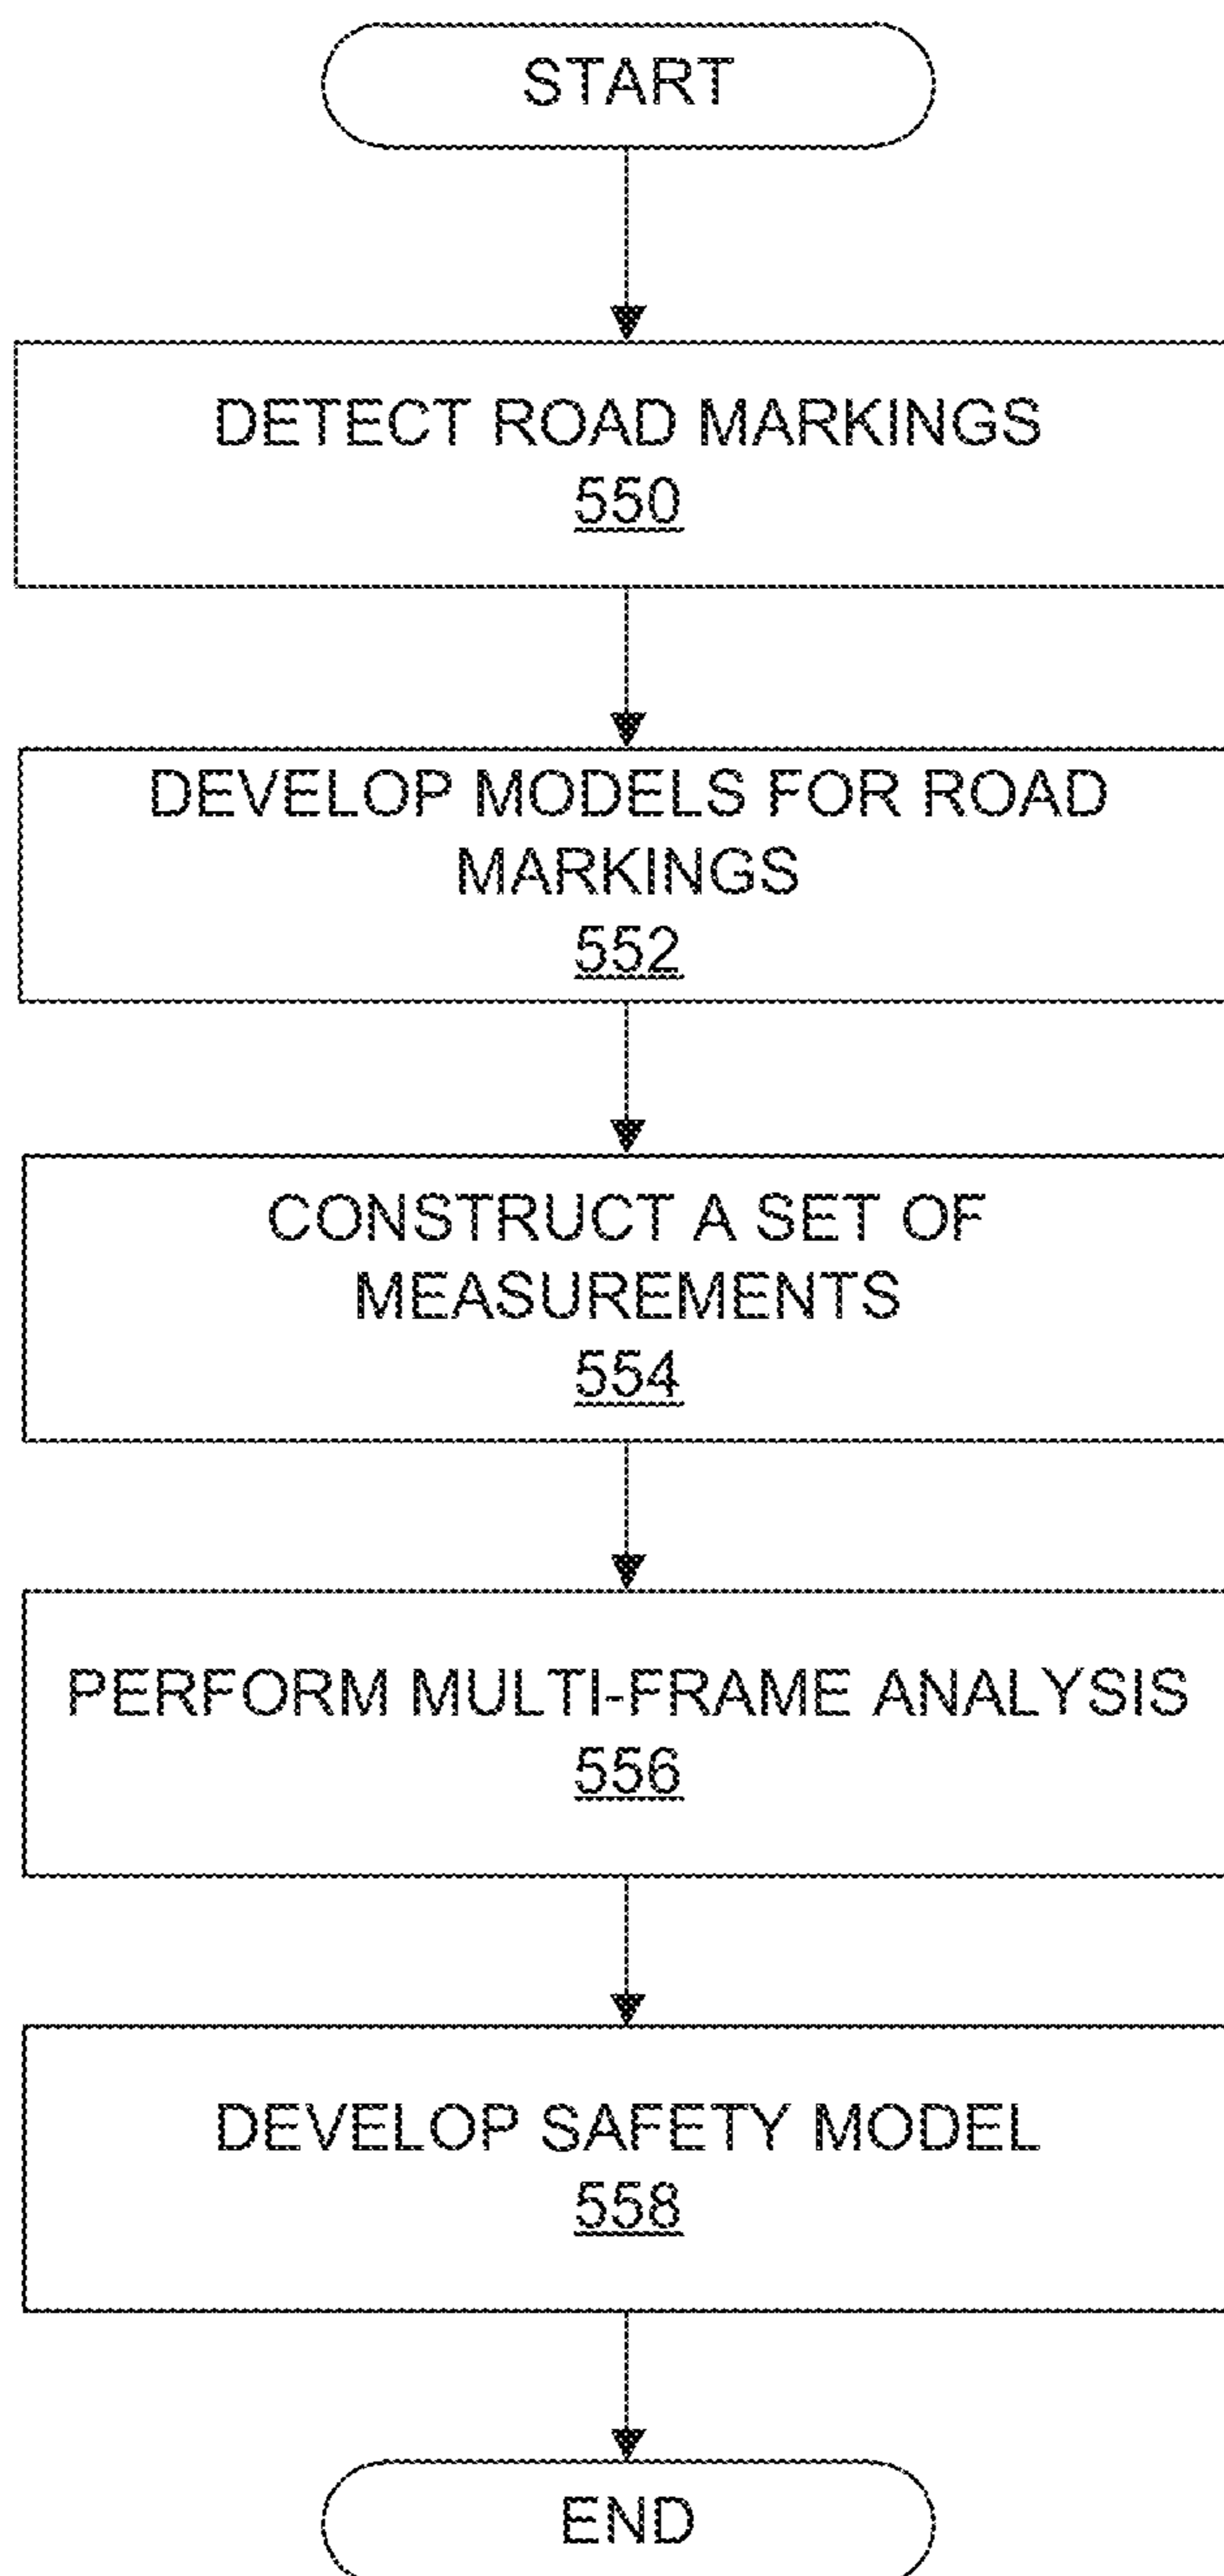 START
DETECT ROAD MARKINGS
550
DEVELOP MODELS FOR ROAD
MARKINGS
552
CONSTRUCT A SET OF
MEASUREMENTS
554
PERFORM MULTI-FRAME ANALYSIS
556
DEVELOP SAFETY MODEL
558
END